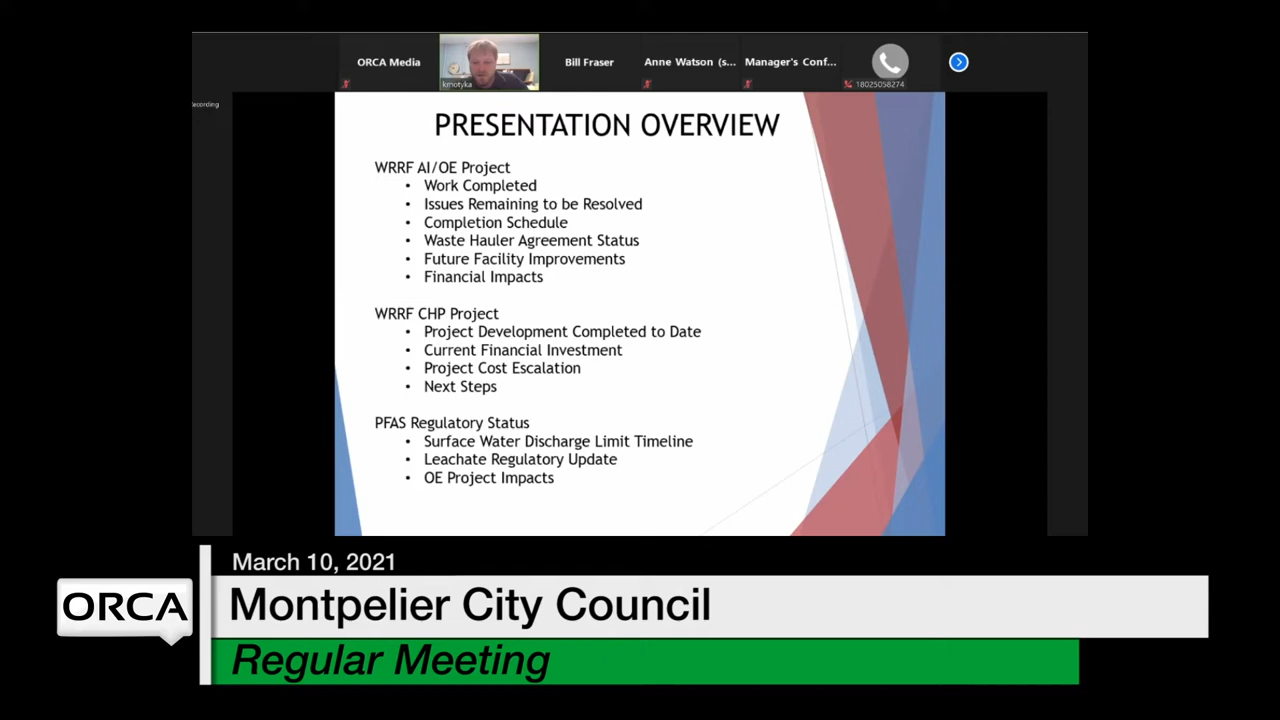 ORCA Media
kmotyka
Bill Fraser
Anne Watson (s...
Manager's Conf...
18025058274
PRESENTATION OVERVIEW
WRRF AI/OE Project
• Work Completed
• Issues Remaining to be Resolved
• Completion Schedule
• Waste Hauler Agreement Status
• Future Facility Improvements
• Financial Impacts
WRRF CHP Project
• Project Development Completed to Date
• Current Financial Investment
• Project Cost Escalation
• Next Steps
PFAS Regulatory Status
• Surface Water Discharge Limit Timeline
• Leachate Regulatory Update
• OE Project Impacts
March 10, 2021
ORCA
Montpelier City Council
Regular Meeting